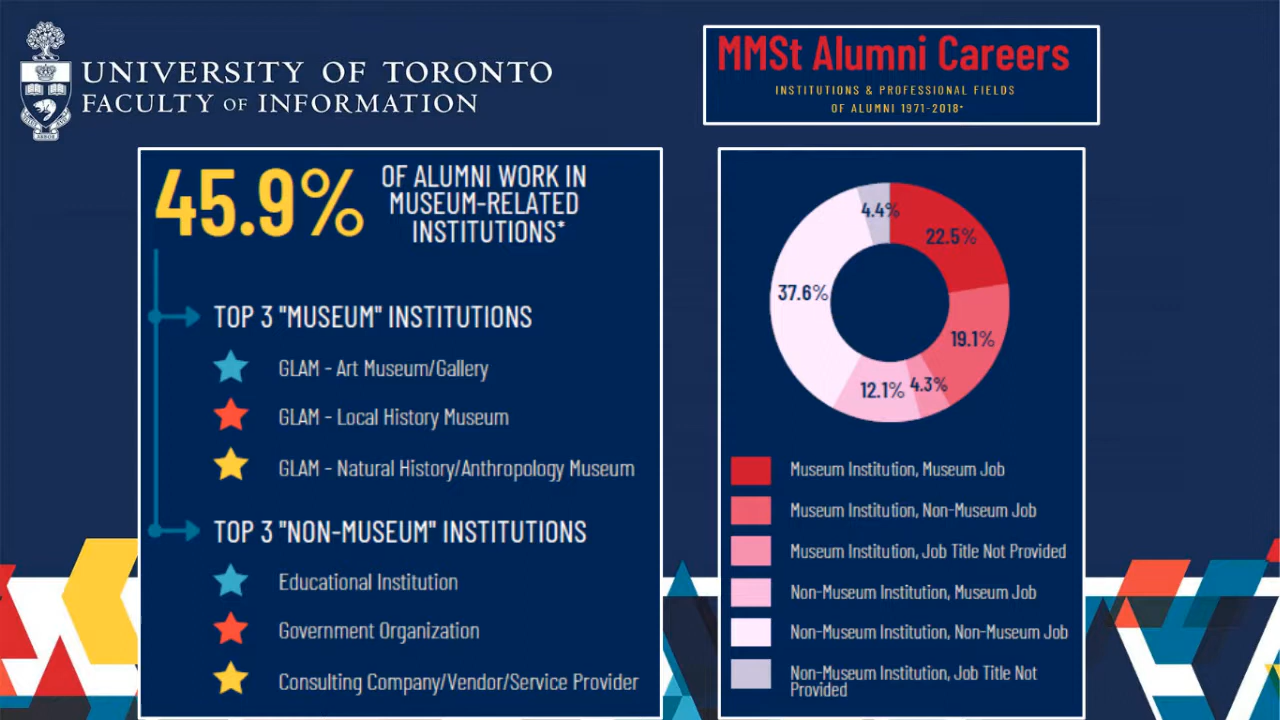 UNIVERSITY OF TORONTO
FACULTY OF INFORMATION
MMSt Alumni Careers
INSTITUTIONS & PROFESSIONAL FIELDS
OF ALUMNI 1971-2018*
45.9%
OF ALUMNI WORK IN
MUSEUM-RELATED
INSTITUTIONS*
TOP 3 "MUSEUM" INSTITUTIONS
GLAM - Art Museum/Gallery
GLAM - Local History Museum
GLAM - Natural History/Anthropology Museum
TOP 3 "NON-MUSEUM" INSTITUTIONS
Educational Institution
Government Organization
Consulting Company/Vendor/Service Provider
4.4%
22.5%
37.6%
19.1%
12.1%
4.3%
Museum Institution, Museum Job
Museum Institution, Non-Museum Job
Museum Institution, Job Title Not Provided
Non-Museum Institution, Museum Job
Non-Museum Institution, Non-Museum Job
Non-Museum Institution, Job Title Not
Provided